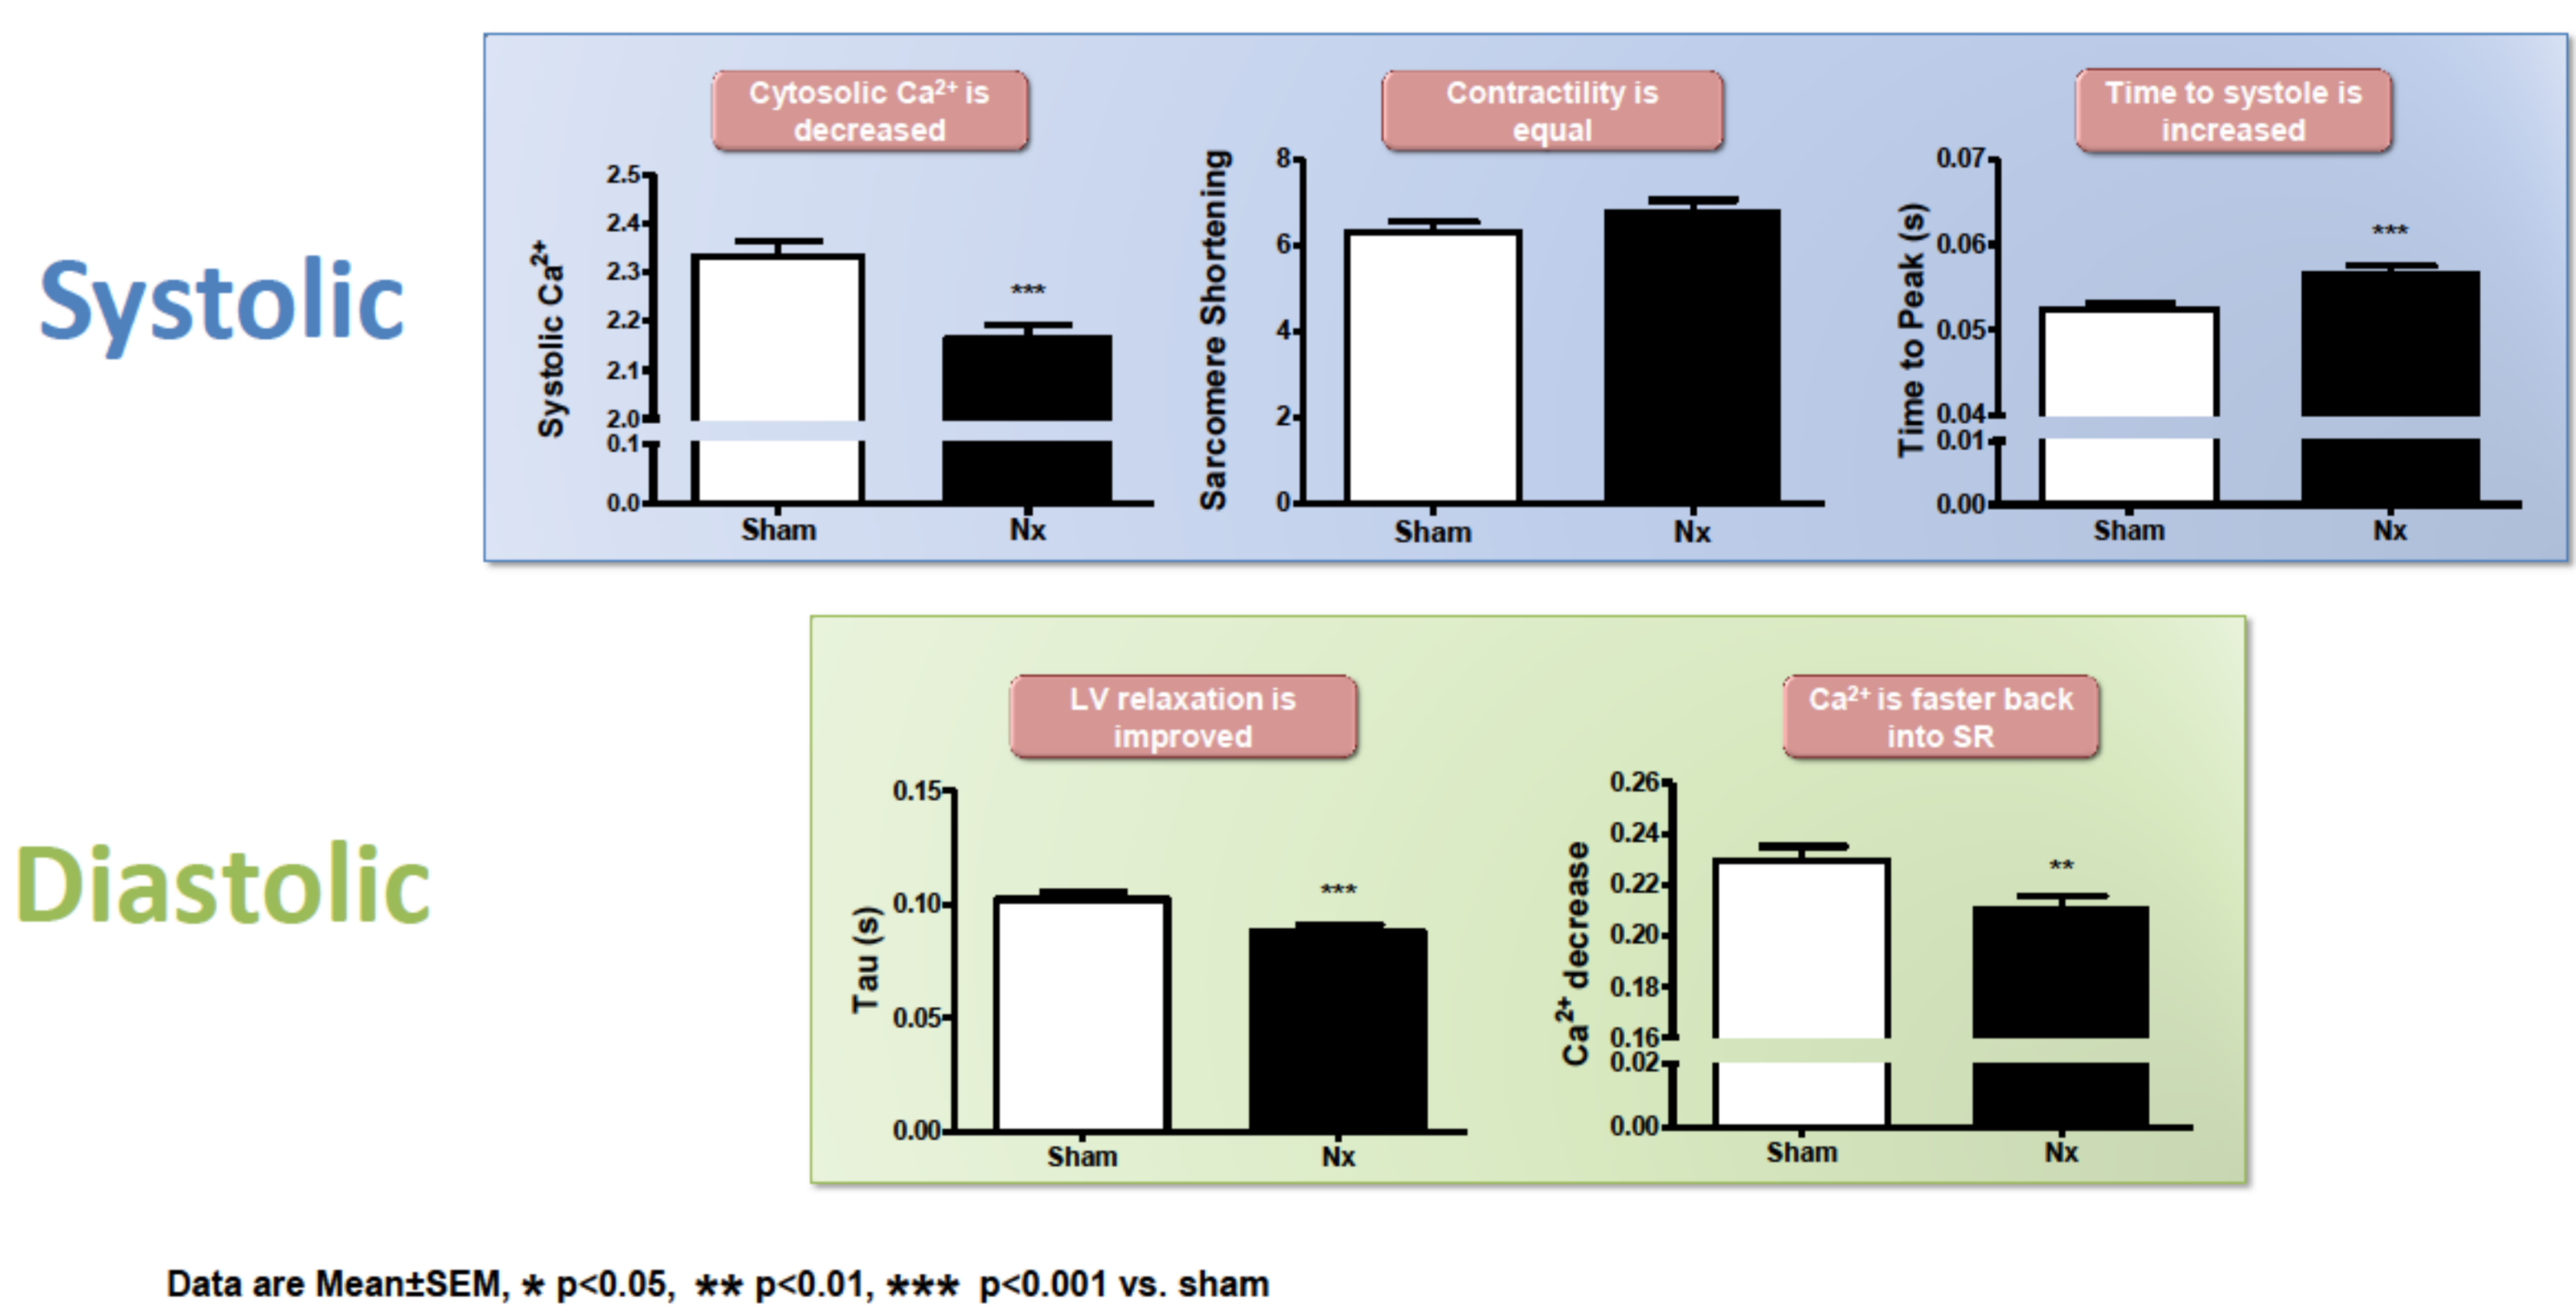 Systolic
Cytosolic Ca²⁺ is
decreased
Systolic Ca²⁺
2.5
2.4
2.3
2.2
2.1
2.0
0.1
0.0
***
Sham
Nx
Contractility is
equal
Sarcomere Shortening
8
6
4
2
0
Sham
Nx
Time to systole is
increased
Time to Peak (s)
0.07
0.06
0.05
0.04
0.01
0.00
***
Sham
Nx
Diastolic
LV relaxation is
improved
Tau (s)
0.15
0.10
0.05
0.00
***
Sham
Nx
Ca²⁺ is faster back
into SR
Ca²⁺ decrease
0.26
0.24
0.22
0.20
0.18
0.16
0.02
0.00
**
Sham
Nx
Data are Mean±SEM, * p<0.05, ** p<0.01, *** p<0.001 vs. sham